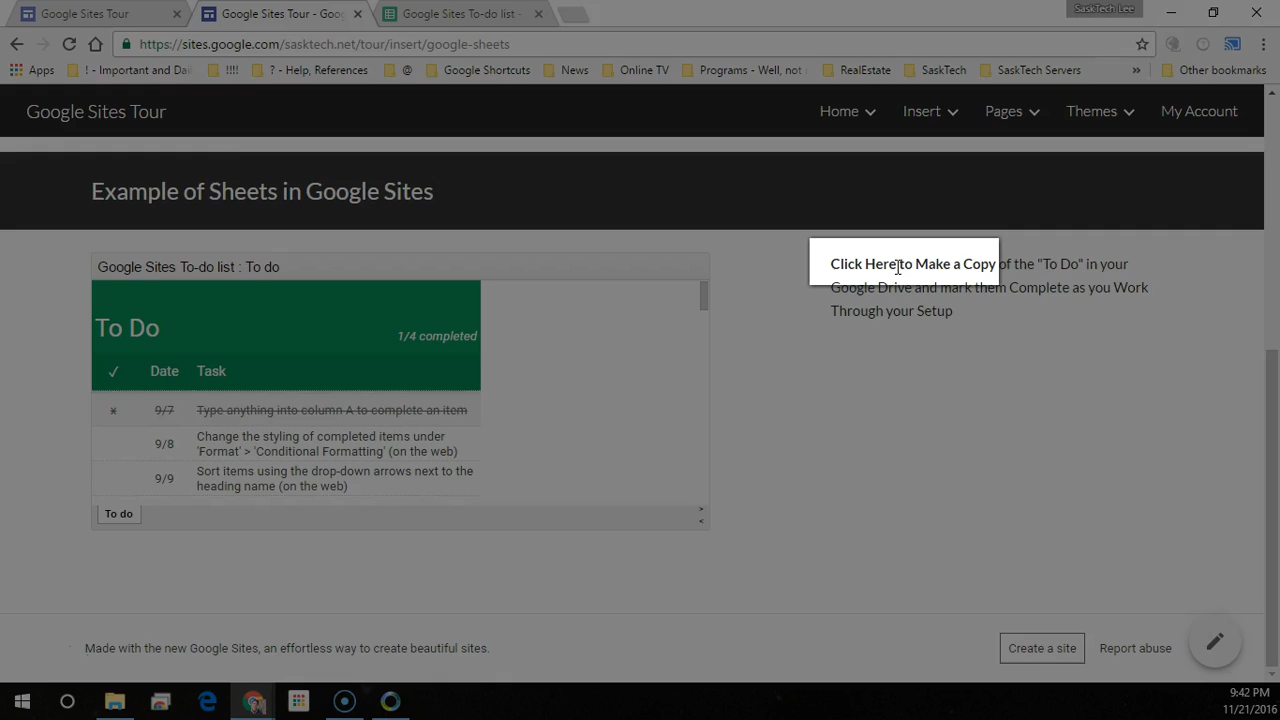 Google Sites Tour
Google Sites Tour - Goog
Google Sites To-do list -
SaskTech Lee
https://sites.google.com/sasktech.net/tour/insert/google-sheets
Apps
! - Important and Dai
!!!!
? - Help, References
@
Google Shortcuts
News
Online TV
Programs - Well, not
RealEstate
SaskTech
SaskTech Servers
»
Other bookmarks
Google Sites Tour
Home
Insert
Pages
Themes
My Account
Example of Sheets in Google Sites
Google Sites To-do list : To do
To Do
1/4 completed
✓ Date Task
x 9/7 Type anything into column A to complete an item
9/8 Change the styling of completed items under
'Format' > 'Conditional Formatting' (on the web)
9/9 Sort items using the drop-down arrows next to the
heading name (on the web)
To do
>
<
Click Here to Make a Copy of the "To Do" in your
Google Drive and mark them Complete as you Work
Through your Setup
Made with the new Google Sites, an effortless way to create beautiful sites.
Create a site
Report abuse
9:42 PM
11/21/2016